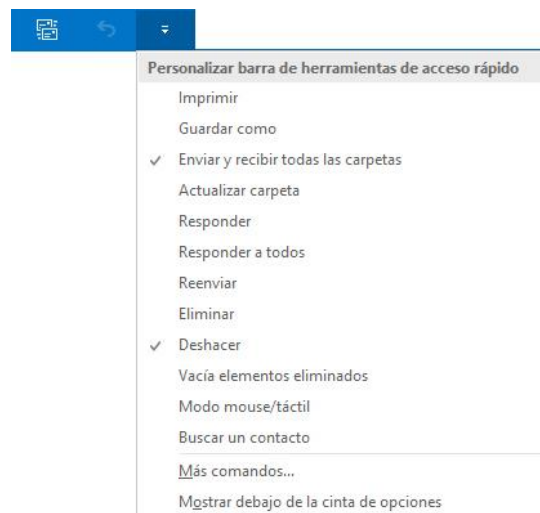 Personalizar barra de herramientas de acceso rápido
Imprimir
Guardar como
Enviar y recibir todas las carpetas
Actualizar carpeta
Responder
Responder a todos
Reenviar
Eliminar
Deshacer
Vacía elementos eliminados
Modo mouse/táctil
Buscar un contacto
Más comandos...
Mostrar debajo de la cinta de opciones